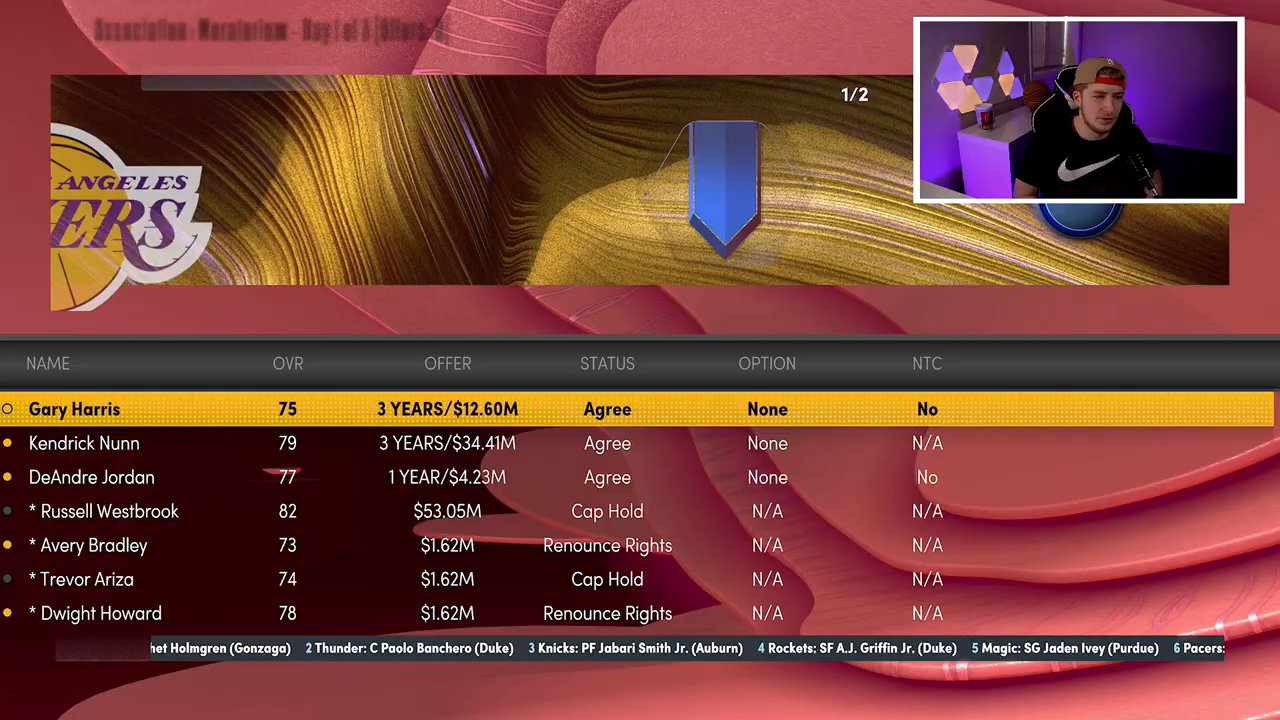 1/2
ANGELES
ERS
NAME OVR OFFER STATUS OPTION NTC
Gary Harris 75 3 YEARS/$12.60M Agree None No
Kendrick Nunn 79 3 YEARS/$34.41M Agree None N/A
DeAndre Jordan 77 1 YEAR/$4.23M Agree None No
* Russell Westbrook 82 $53.05M Cap Hold N/A N/A
* Avery Bradley 73 $1.62M Renounce Rights N/A N/A
* Trevor Ariza 74 $1.62M Cap Hold N/A N/A
* Dwight Howard 78 $1.62M Renounce Rights N/A N/A
het Holmgren (Gonzaga) 2 Thunder: C Paolo Banchero (Duke) 3 Knicks: PF Jabari Smith Jr. (Auburn) 4 Rockets: SF A.J. Griffin Jr. (Duke) 5 Magic: SG Jaden Ivey (Purdue) 6 Pacers: